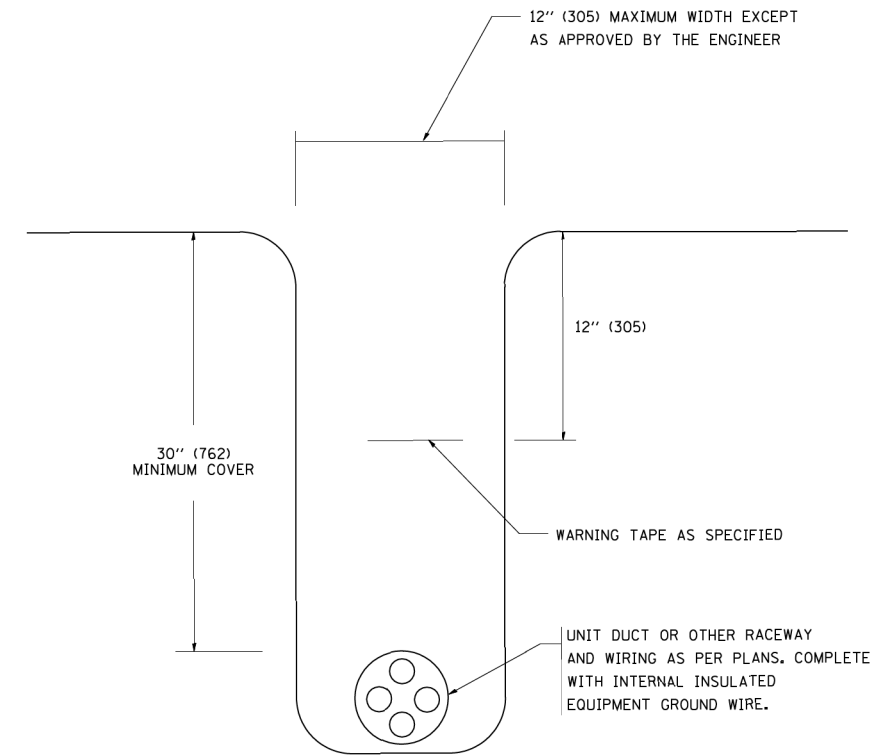 12'' (305) MAXIMUM WIDTH EXCEPT
AS APPROVED BY THE ENGINEER
12'' (305)
30'' (762)
MINIMUM COVER
WARNING TAPE AS SPECIFIED
UNIT DUCT OR OTHER RACEWAY
AND WIRING AS PER PLANS. COMPLETE
WITH INTERNAL INSULATED
EQUIPMENT GROUND WIRE.